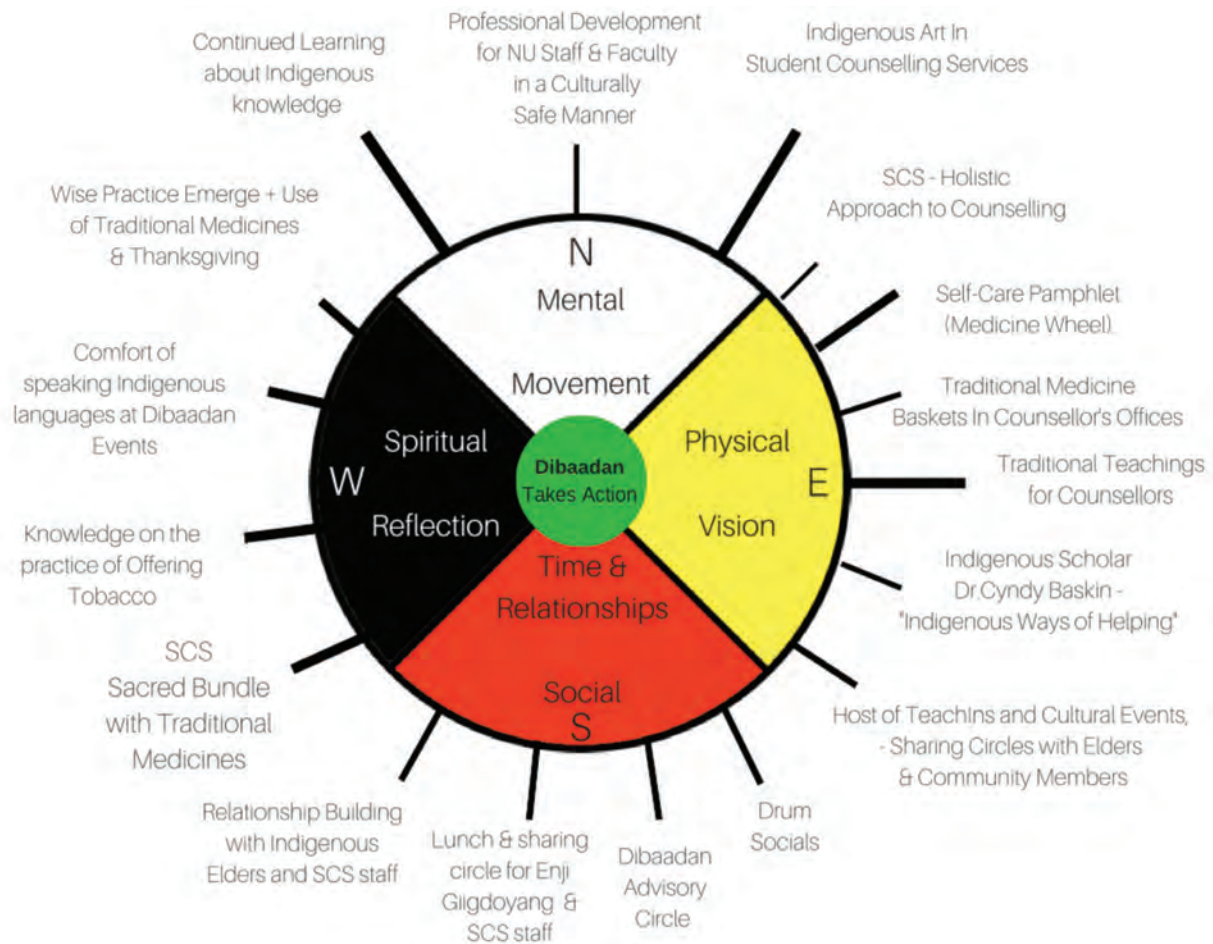 Professional Development
for NU Staff & Faculty
in a Culturally
Safe Manner
Indigenous Art In
Student Counselling Services
SCS - Holistic
Approach to Counselling
Self-Care Pamphlet
(Medicine Wheel)
Traditional Medicine
Baskets In Counsellor's Offices
Traditional Teachings
for Counsellors
Indigenous Scholar
Dr.Cyndy Baskin -
"Indigenous Ways of Helping"
Host of TeachIns and Cultural Events,
- Sharing Circles with Elders
& Community Members
Drum
Socials
Dibaadan
Advisory
Circle
Lunch & sharing
circle for Enji
Giigdoyang &
SCS staff
Relationship Building
with Indigenous
Elders and SCS staff
SCS
Sacred Bundle
with Traditional
Medicines
Knowledge on the
practice of Offering
Tobacco
Comfort of
speaking Indigenous
languages at Dibaadan
Events
Wise Practice Emerge + Use
of Traditional Medicines
& Thanksgiving
Continued Learning
about Indigenous
knowledge
N
Mental
Movement
Physical
E
Vision
Time &
Relationships
Social
S
Spiritual
W
Reflection
Dibaadan
Takes Action